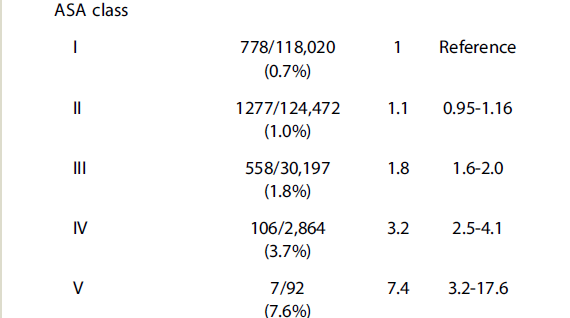 ASA class
I 778/118,020 1 Reference
(0.7%)
II 1277/124,472 1.1 0.95-1.16
(1.0%)
III 558/30,197 1.8 1.6-2.0
(1.8%)
IV 106/2,864 3.2 2.5-4.1
(3.7%)
V 7/92 7.4 3.2-17.6
(7.6%)